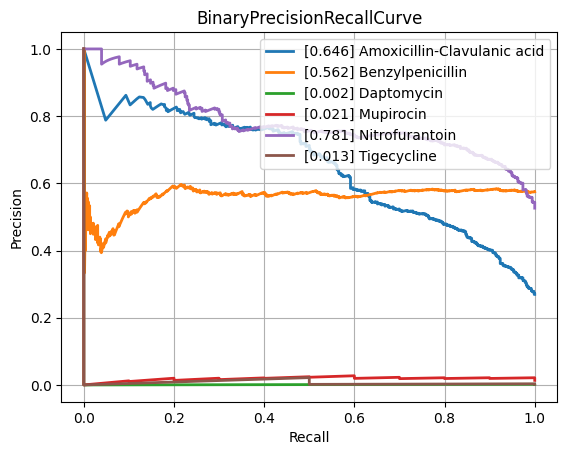 BinaryPrecisionRecallCurve
[0.646] Amoxicillin-Clavulanic acid
[0.562] Benzylpenicillin
[0.002] Daptomycin
[0.021] Mupirocin
[0.781] Nitrofurantoin
[0.013] Tigecycline
Precision
1.0
0.8
0.6
0.4
0.2
0.0
0.0 0.2 0.4 0.6 0.8 1.0
Recall